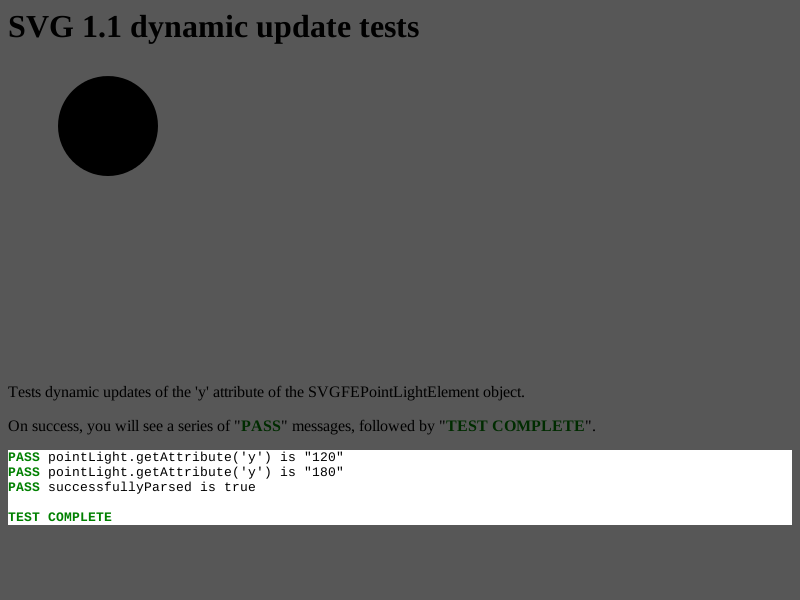 SVG 1.1 dynamic update tests
Tests dynamic updates of the 'y' attribute of the SVGFEPointLightElement object.
On success, you will see a series of "PASS" messages, followed by "TEST COMPLETE".
PASS pointLight.getAttribute('y') is "120"
PASS pointLight.getAttribute('y') is "180"
PASS successfullyParsed is true
TEST COMPLETE